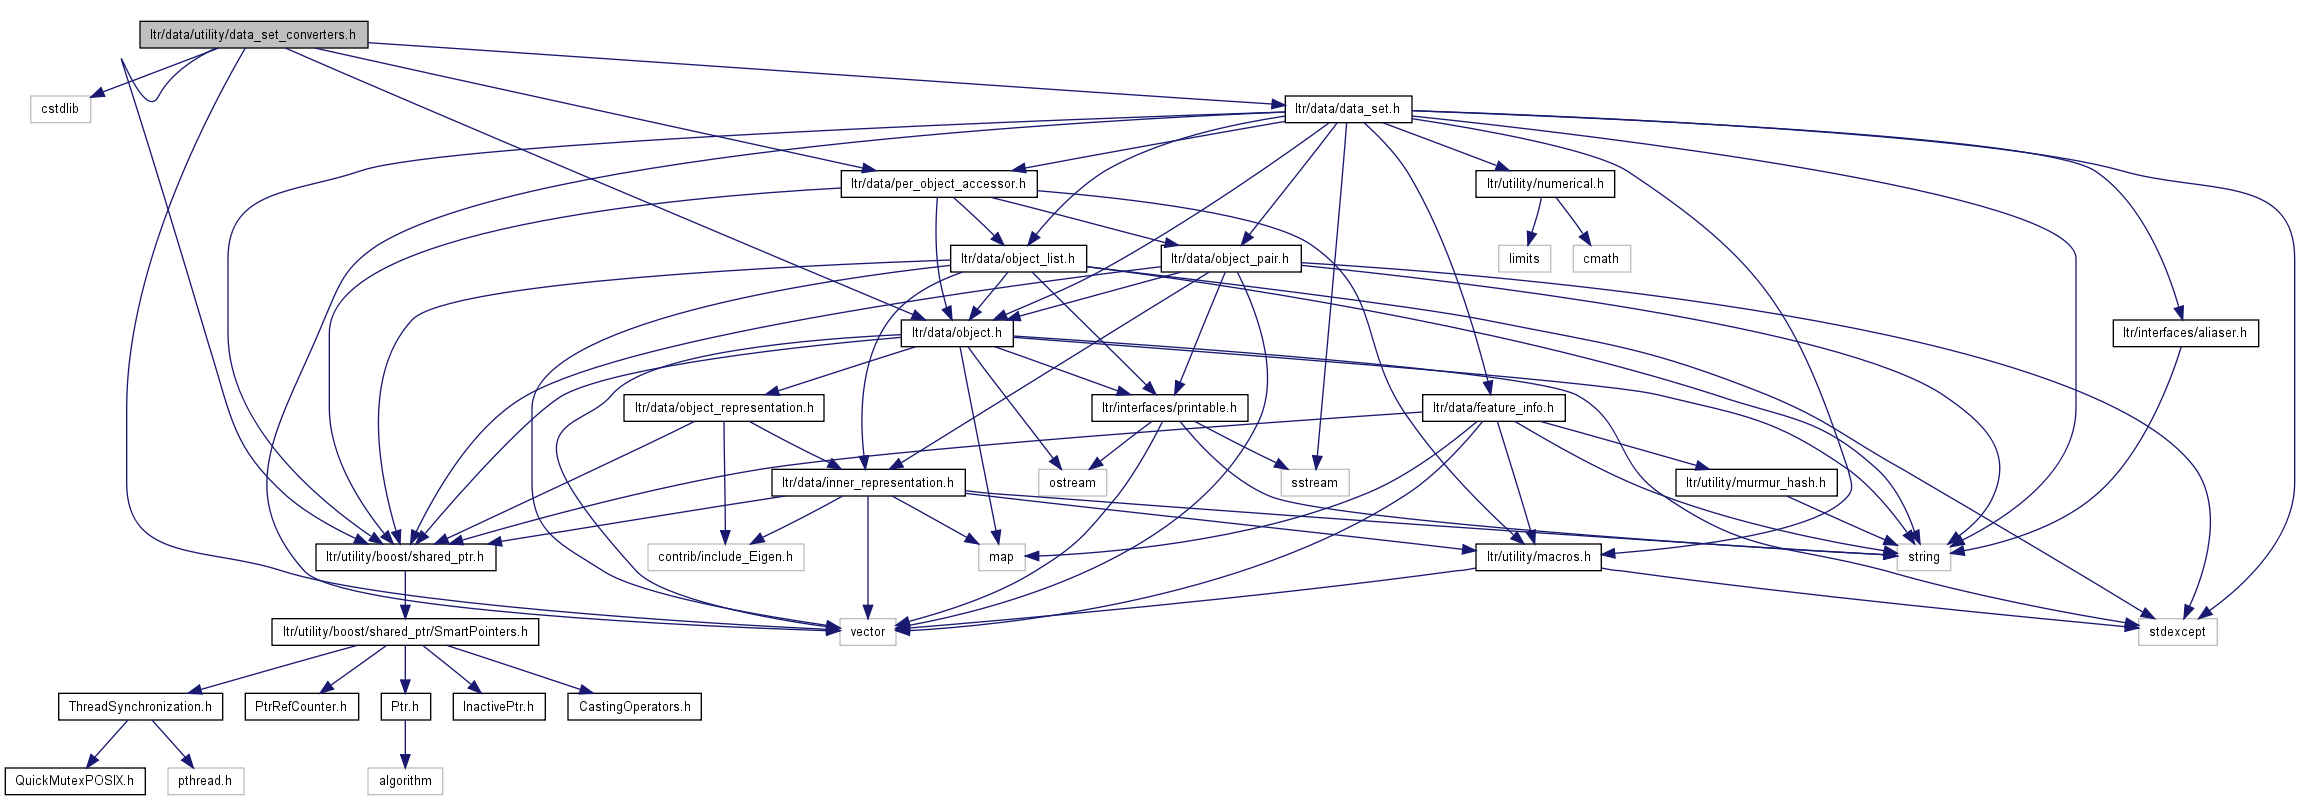 ltr/data/utility/data_set_converters.h
cstdlib
ltr/data/data_set.h
ltr/data/per_object_accessor.h
ltr/utility/numerical.h
ltr/data/object_list.h
ltr/data/object_pair.h
limits
cmath
ltr/data/object.h
ltr/interfaces/aliaser.h
ltr/data/object_representation.h
ltr/interfaces/printable.h
ltr/data/feature_info.h
ltr/data/inner_representation.h
ostream
sstream
ltr/utility/murmur_hash.h
ltr/utility/boost/shared_ptr.h
contrib/include_Eigen.h
map
ltr/utility/macros.h
string
ltr/utility/boost/shared_ptr/SmartPointers.h
vector
stdexcept
ThreadSynchronization.h
PtrRefCounter.h
Ptr.h
InactivePtr.h
CastingOperators.h
QuickMutexPOSIX.h
pthread.h
algorithm